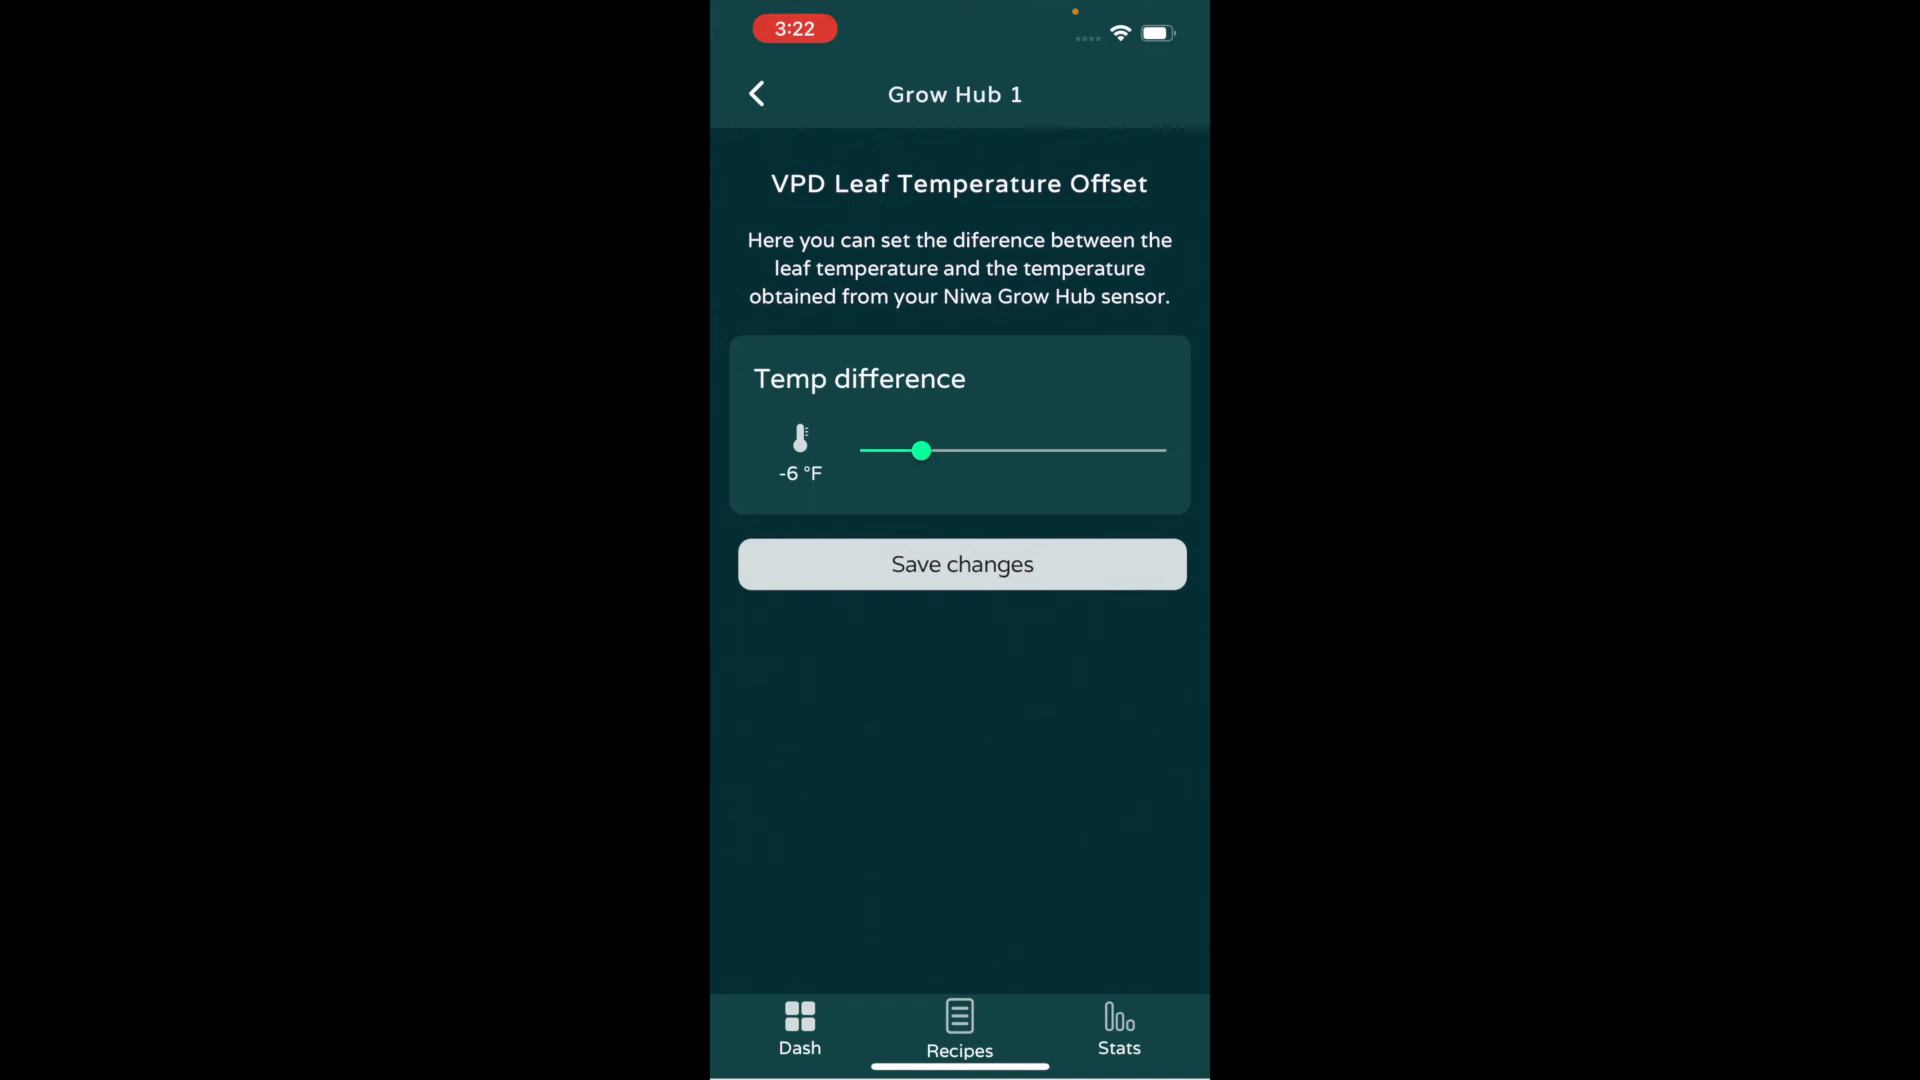 3:22
Grow Hub 1
VPD Leaf Temperature Offset
Here you can set the diference between the
leaf temperature and the temperature
obtained from your Niwa Grow Hub sensor.
Temp difference
-6 °F
Save changes
Dash
Recipes
Stats